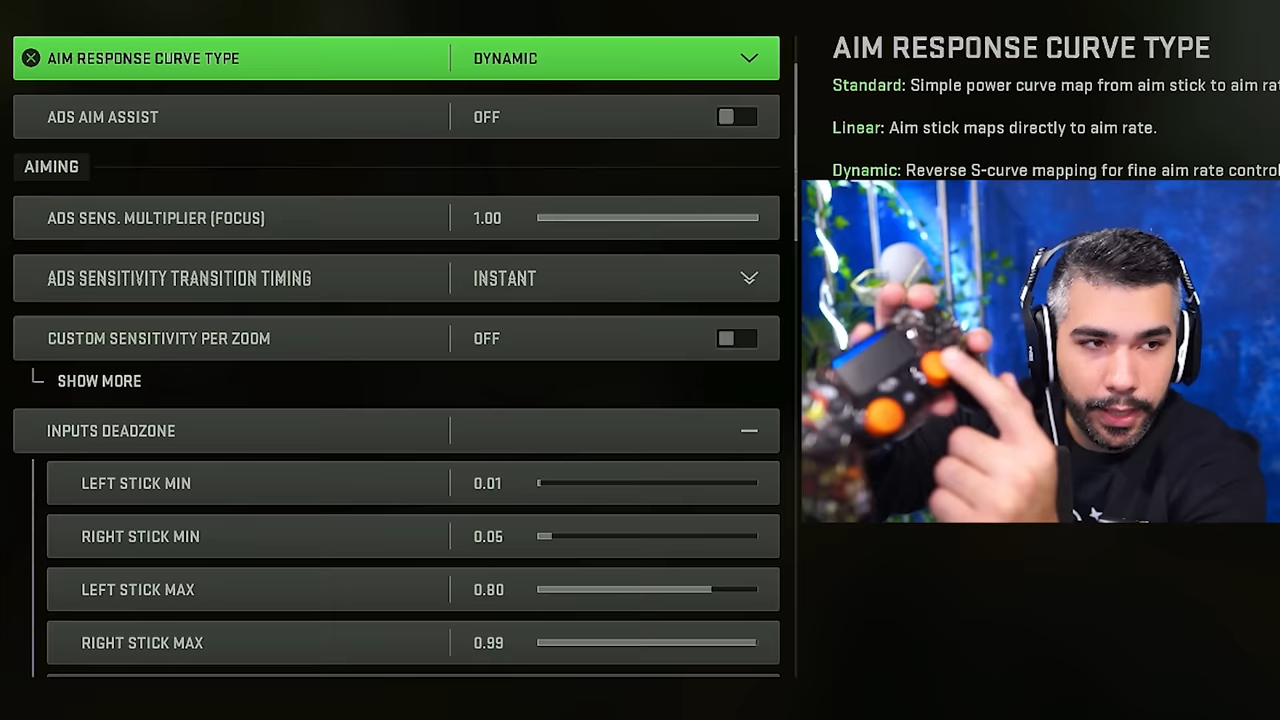 AIM RESPONSE CURVE TYPE
DYNAMIC
ADS AIM ASSIST
OFF
AIMING
ADS SENS. MULTIPLIER (FOCUS)
1.00
ADS SENSITIVITY TRANSITION TIMING
INSTANT
CUSTOM SENSITIVITY PER ZOOM
OFF
SHOW MORE
INPUTS DEADZONE
LEFT STICK MIN
0.01
RIGHT STICK MIN
0.05
LEFT STICK MAX
0.80
RIGHT STICK MAX
0.99
AIM RESPONSE CURVE TYPE
Standard: Simple power curve map from aim stick to aim
Linear: Aim stick maps directly to aim rate.
Dynamic: Reverse S-curve mapping for fine aim rate control